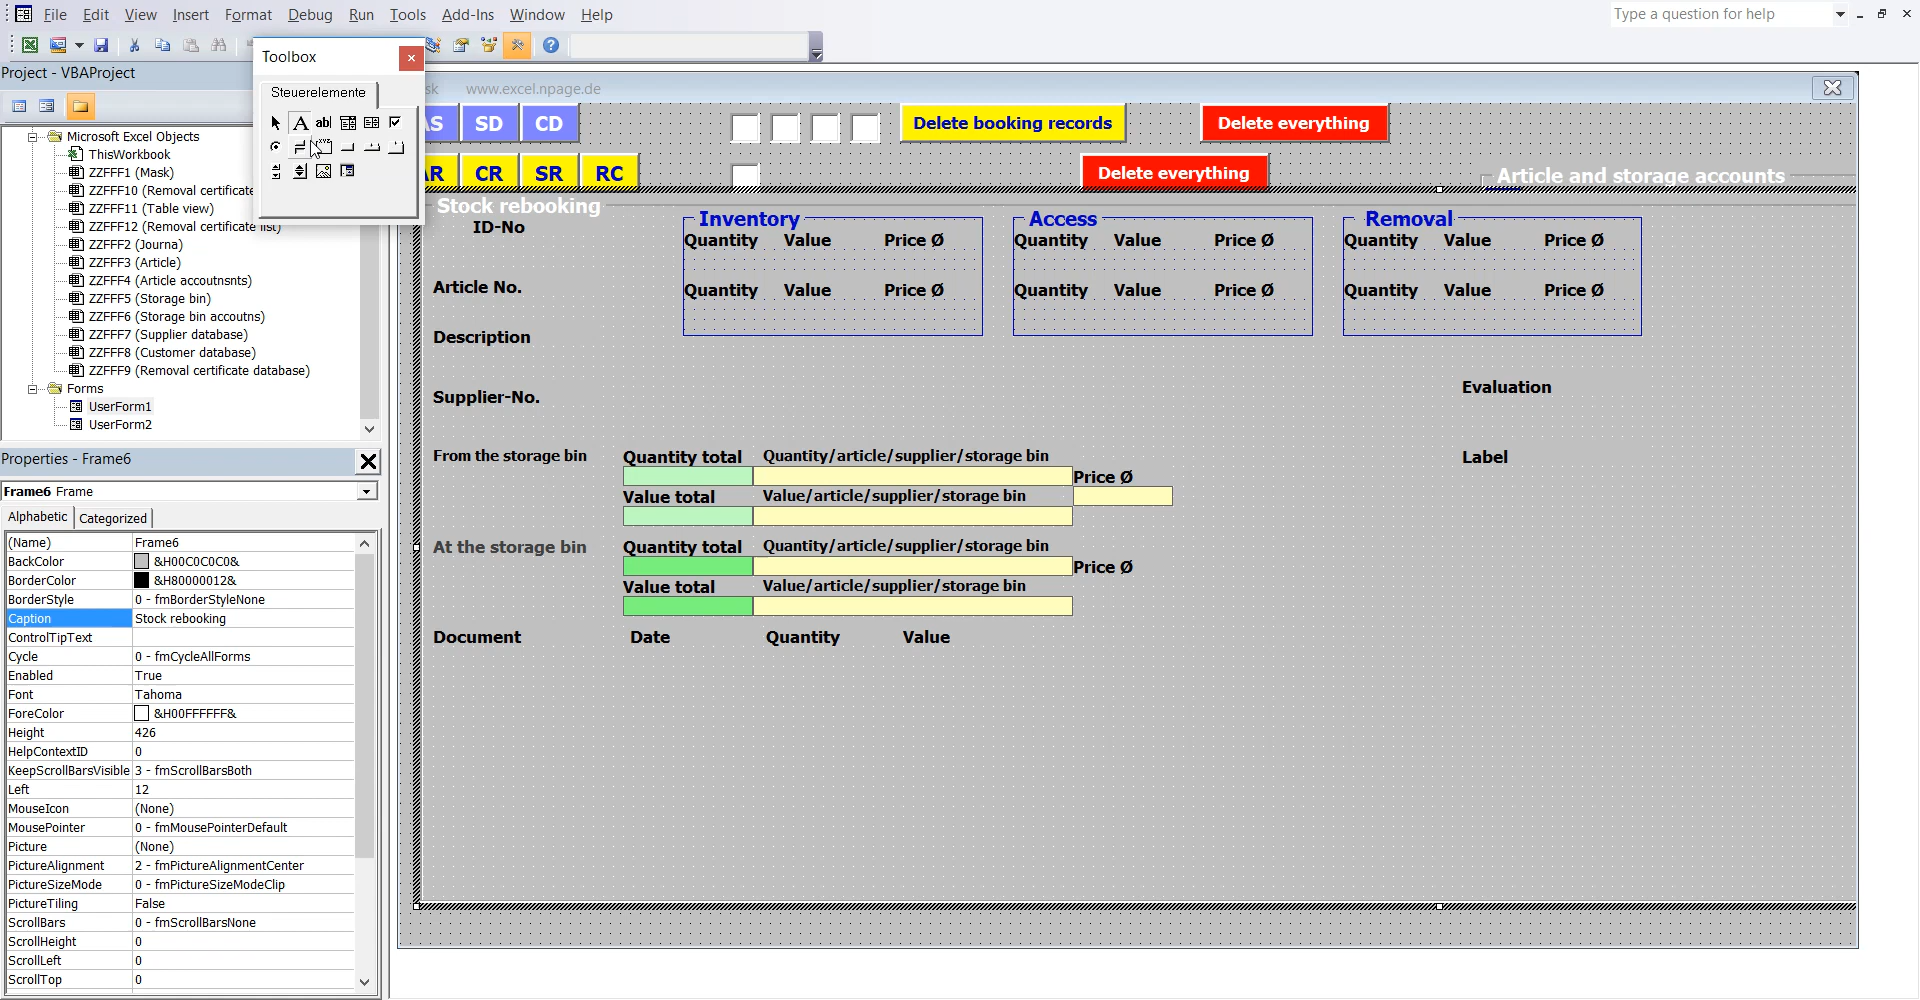 File Edit View Insert Format Debug Run Tools Add-Ins Window Help
Type a question for help
Project - VBAProject
Toolbox
Steuerelemente
A
ab
Microsoft Excel Objects
ThisWorkbook
ZZFFF1 (Mask)
ZZFFF10 (Removal certificate
ZZFFF11 (Table view)
ZZFFF12 (Removal certificate list)
ZZFFF2 (Journa)
ZZFFF3 (Article)
ZZFFF4 (Article accoutnsnts)
ZZFFF5 (Storage bin)
ZZFFF6 (Storage bin accoutns)
ZZFFF7 (Supplier database)
ZZFFF8 (Customer database)
ZZFFF9 (Removal certificate database)
Forms
UserForm1
UserForm2
Properties - Frame6
Frame6 Frame
Alphabetic Categorized
(Name) Frame6
BackColor &H00C0C0C0&
BorderColor &H80000012&
BorderStyle 0 - fmBorderStyleNone
Caption Stock rebooking
ControlTipText
Cycle 0 - fmCycleAllForms
Enabled True
Font Tahoma
ForeColor &H00FFFFFF&
Height 426
HelpContextID 0
KeepScrollBarsVisible 3 - fmScrollBarsBoth
Left 12
MouseIcon (None)
MousePointer 0 - fmMousePointerDefault
Picture (None)
PictureAlignment 2 - fmPictureAlignmentCenter
PictureSizeMode 0 - fmPictureSizeModeClip
PictureTiling False
ScrollBars 0 - fmScrollBarsNone
ScrollHeight 0
ScrollLeft 0
ScrollTop 0
sk www.excel.npage.de
AS SD CD
Delete booking records
Delete everything
AR CR SR RC
Delete everything
Article and storage accounts
Stock rebooking
ID-No
Inventory
Quantity Value Price Ø
Quantity Value Price Ø
Access
Quantity Value Price Ø
Quantity Value Price Ø
Removal
Quantity Value Price Ø
Quantity Value Price Ø
Article No.
Description
Supplier-No.
Evaluation
From the storage bin
Quantity total Quantity/article/supplier/storage bin
Label
Price Ø
Value total Value/article/supplier/storage bin
At the storage bin
Quantity total Quantity/article/supplier/storage bin
Price Ø
Value total Value/article/supplier/storage bin
Document Date Quantity Value